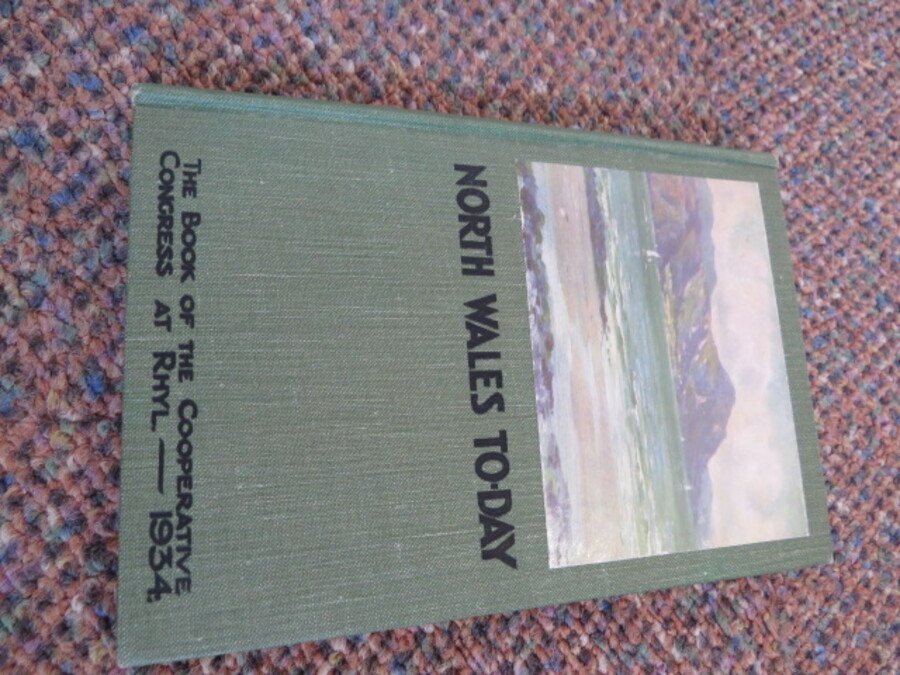 NORTH WALES TO-DAY
THE BOOK OF THE COOPERATIVE
CONGRESS AT RHYL — 1934.